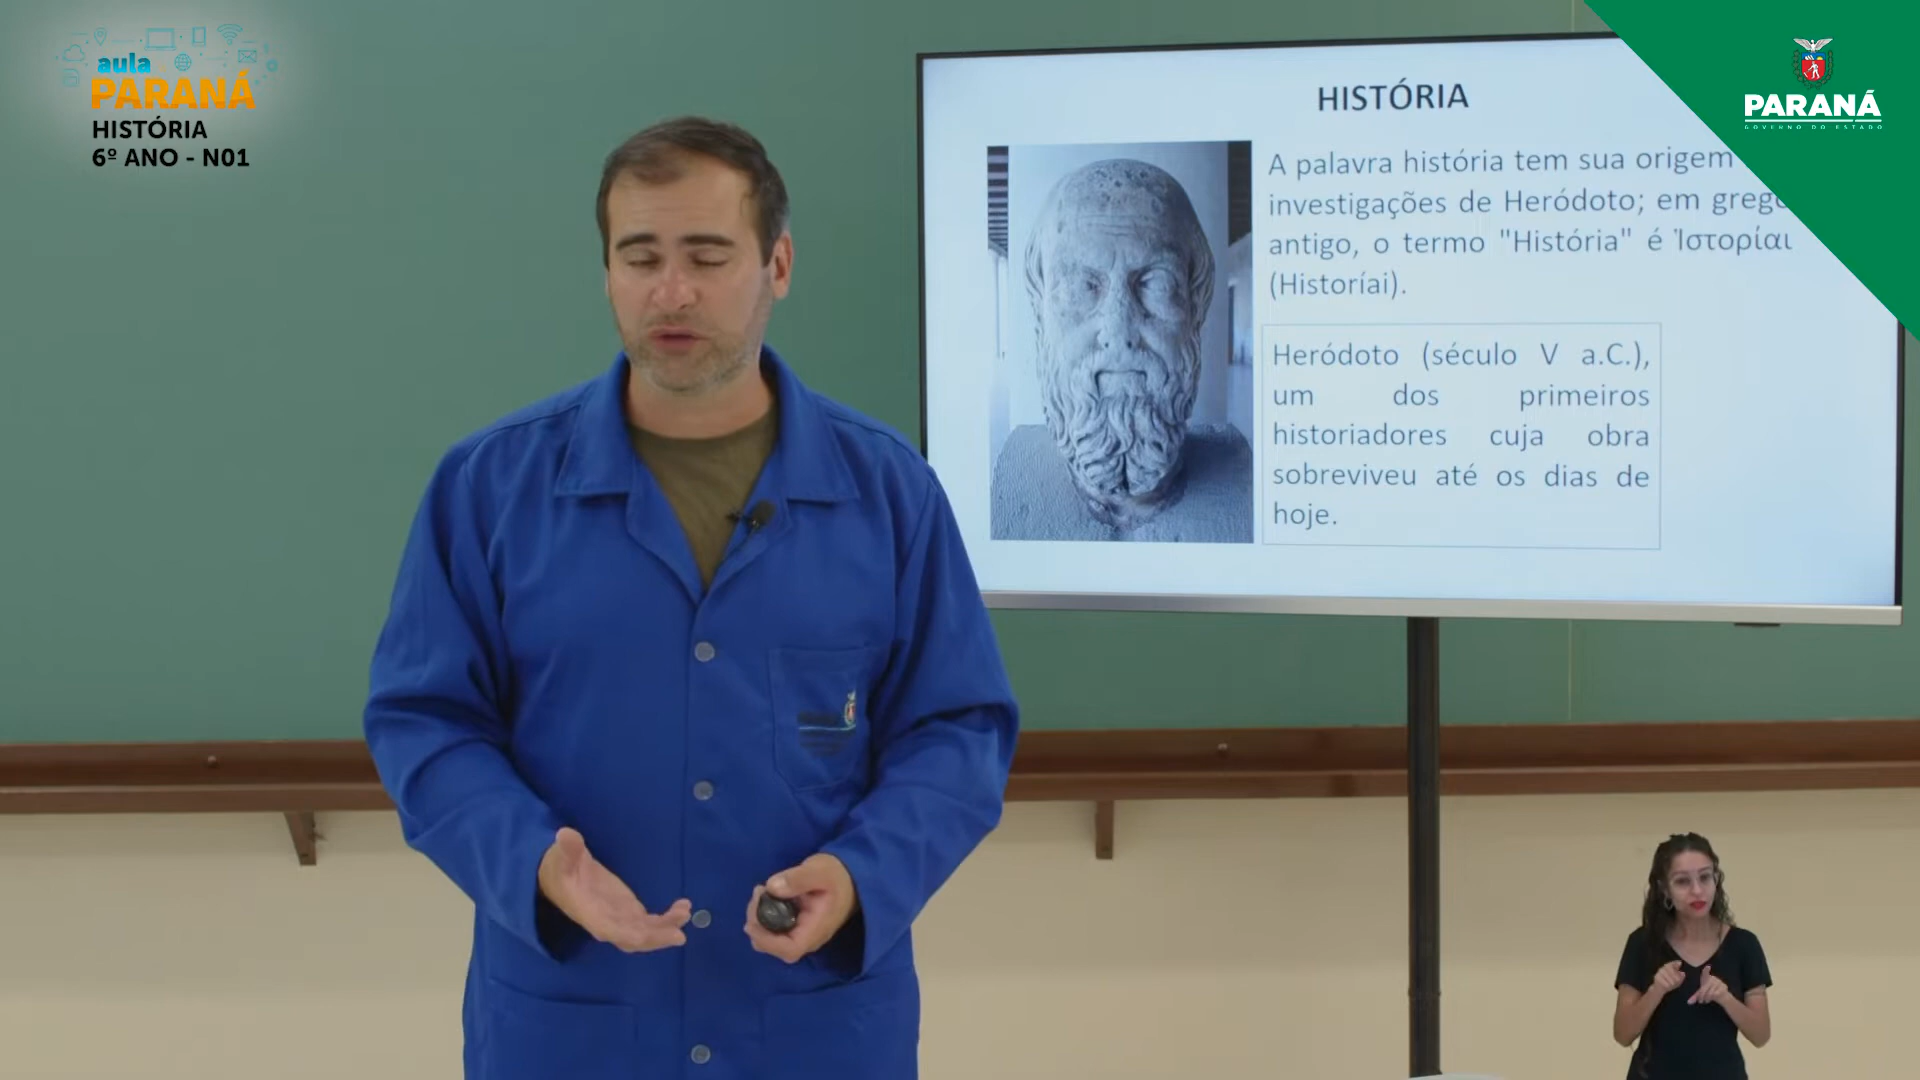 aula
PARANÁ
HISTÓRIA
6º ANO - N01
HISTÓRIA
A palavra história tem sua origem
investigações de Heródoto; em grego
antigo, o termo "História" é Ἱστορίαι
(Historíai).
Heródoto (século V a.C.),
um dos primeiros
historiadores cuja obra
sobreviveu até os dias de
hoje.
PARANÁ
GOVERNO DO ESTADO